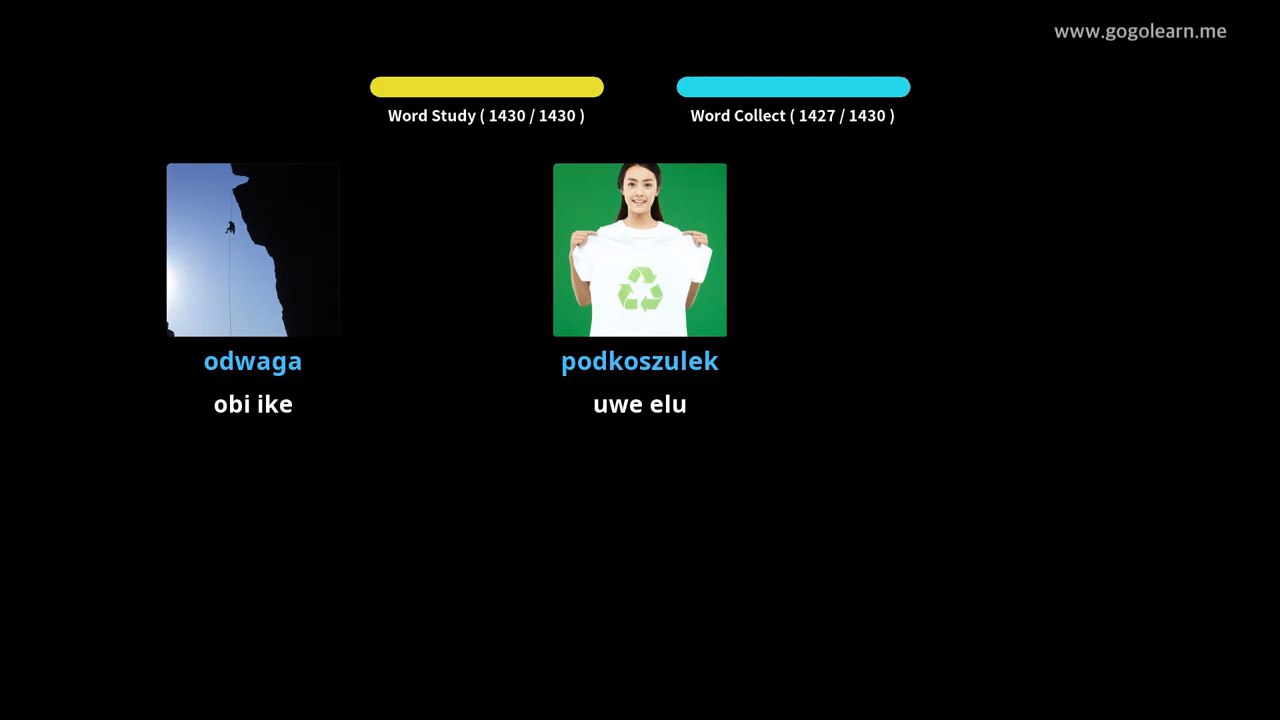 www.gogolearn.me
Word Study ( 1430 / 1430 )
Word Collect ( 1427 / 1430 )
odwaga
podkoszulek
obi ike
uwe elu